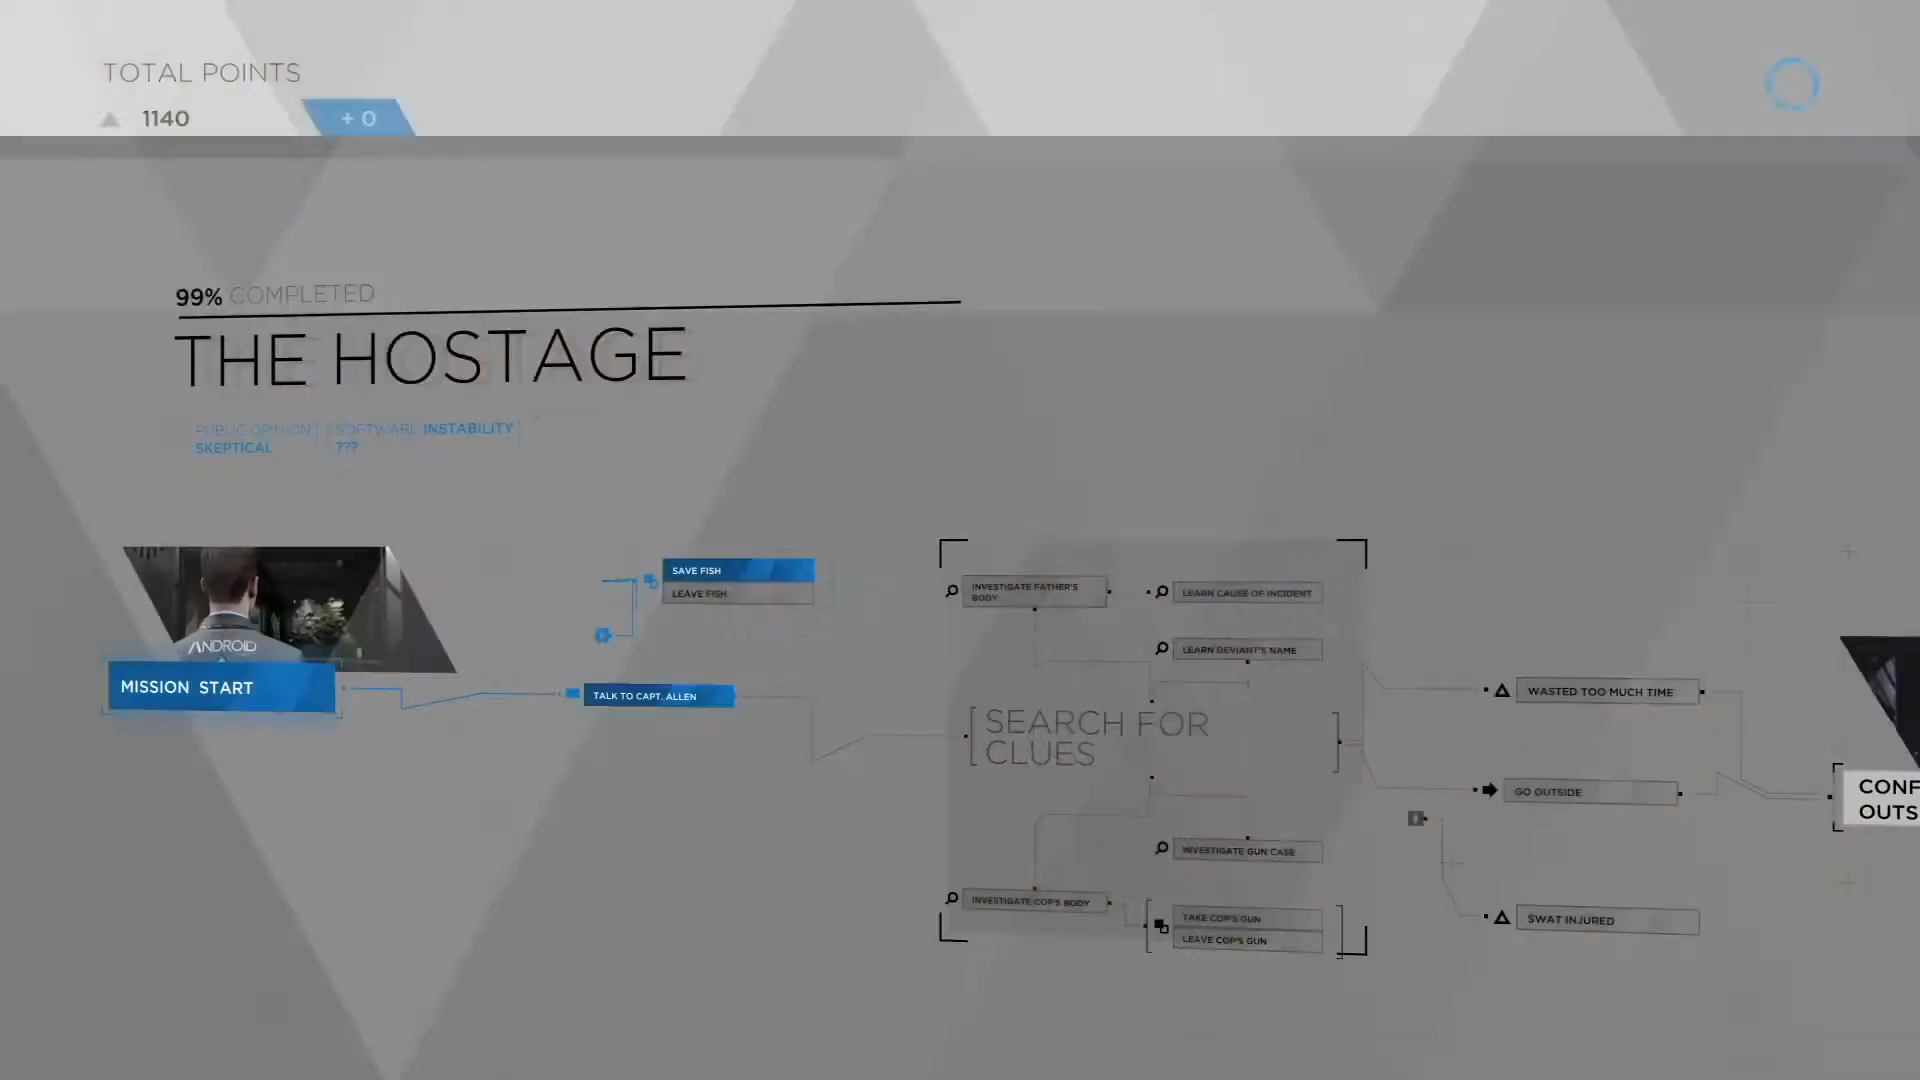 TOTAL POINTS
1140
+ 0
99% COMPLETED
THE HOSTAGE
PUBLIC OPINION
SKEPTICAL
SOFTWARE INSTABILITY
???
ANDROID
MISSION START
SAVE FISH
LEAVE FISH
TALK TO CAPT. ALLEN
INVESTIGATE FATHER'S
BODY
LEARN CAUSE OF INCIDENT
LEARN DEVIANT'S NAME
SEARCH FOR
CLUES
INVESTIGATE GUN CASE
INVESTIGATE COP'S BODY
TAKE COP'S GUN
LEAVE COP'S GUN
WASTED TOO MUCH TIME
GO OUTSIDE
SWAT INJURED
CONF
OUTS